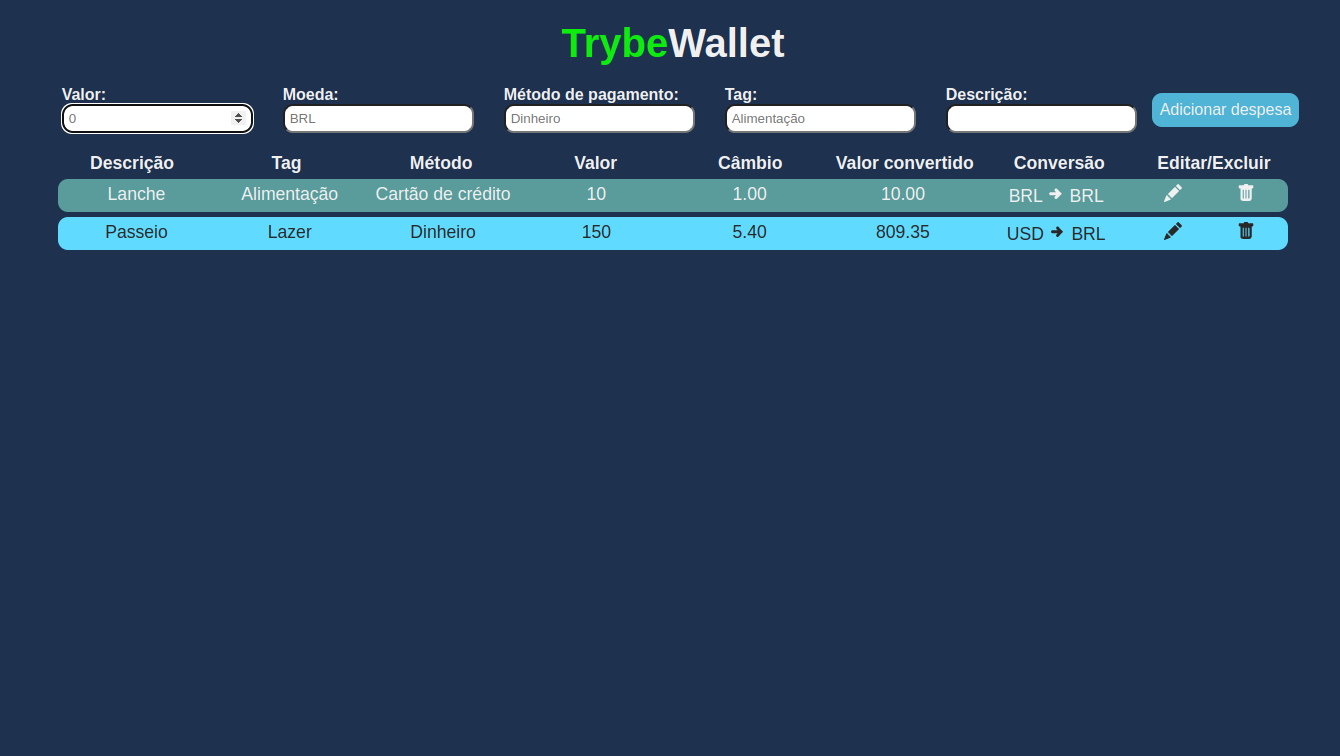 TrybeWallet
Valor: Moeda: Método de pagamento: Tag: Descrição:
0 BRL Dinheiro Alimentação Adicionar despesa
Descrição Tag Método Valor Câmbio Valor convertido Conversão Editar/Excluir
Lanche Alimentação Cartão de crédito 10 1.00 10.00 BRL BRL
Passeio Lazer Dinheiro 150 5.40 809.35 USD BRL